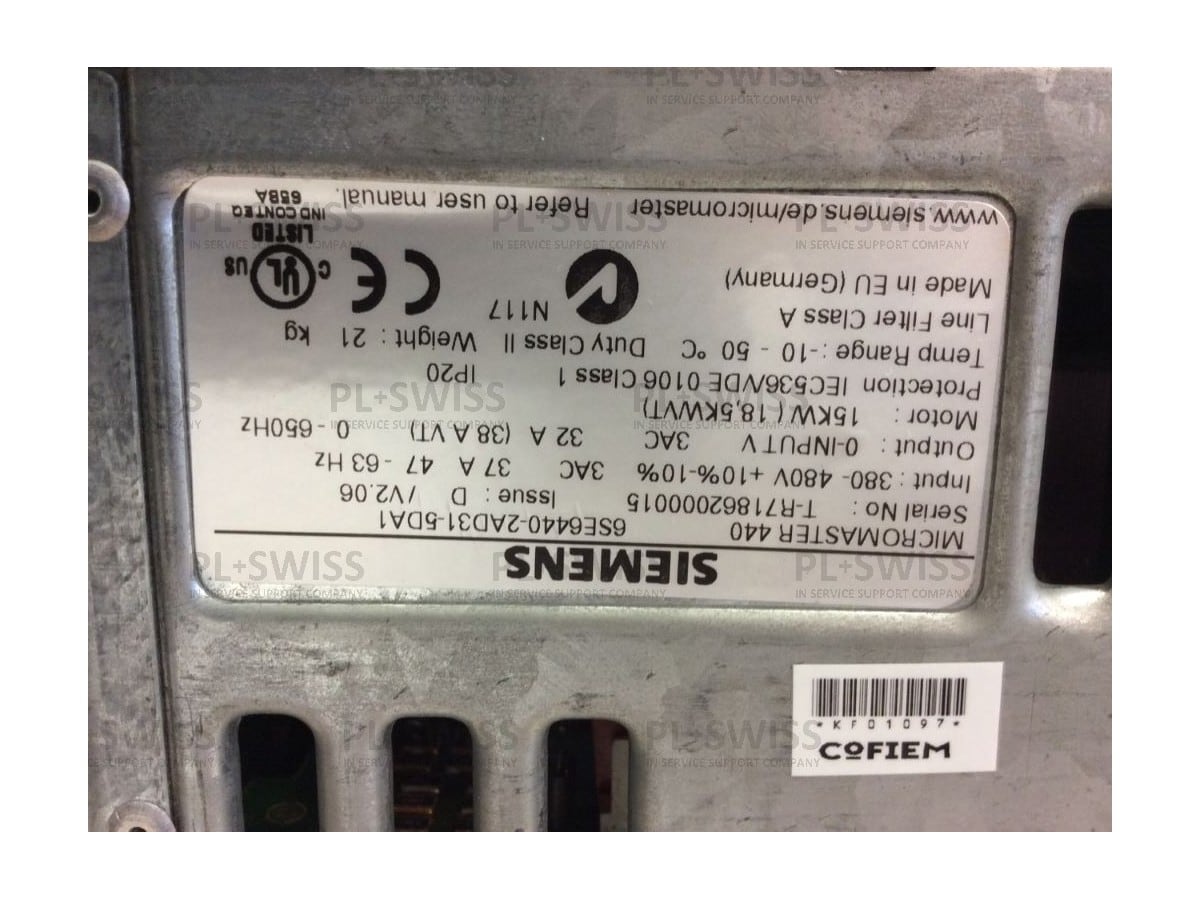 SIEMENS
MICROMASTER 440 6SE6440-2AD31-5DA1
Serial No : T-R71862000015 Issue : D /V2.06
Input : 380- 480V +10%-10% 3AC 37 A 47 - 63 Hz
Output : 0-INPUT V 3AC 32 A (38 A VT) 0 - 650Hz
Motor : 15KW ( 18,5KWVT)
Protection IEC536/VDE 0106 Class 1 IP20
Temp Range :-10 - 50 °C Duty Class II Weight : 21 kg
Line Filter Class A
N117
Made in EU (Germany)
CE
C UL US
LISTED
IND CONT EQ
658A
www.siemens.de/micromaster Refer to user manual.
*KF01097*
COFIEM
PL+SWISS
IN SERVICE SUPPORT COMPANY